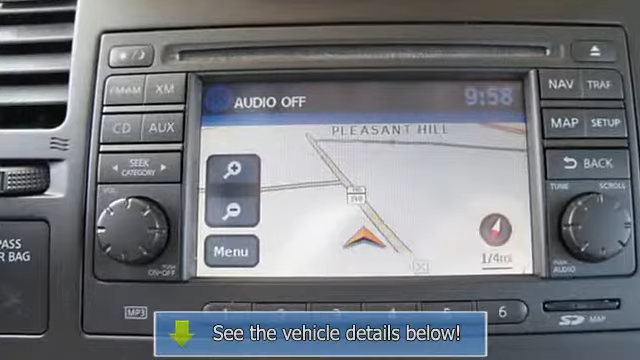 AUDIO OFF
9:58
PLEASANT HILL
Menu
1/4mi
FM•AM
XM
CD
AUX
SEEK
CATEGORY
VOL
PUSH
ON•OFF
NAV
TRAF
MAP
SETUP
BACK
TUNE
SCROLL
PUSH
AUDIO
PASS
R BAG
MP3
1 2 3 4 5 6
SD MAP
See the vehicle details below!